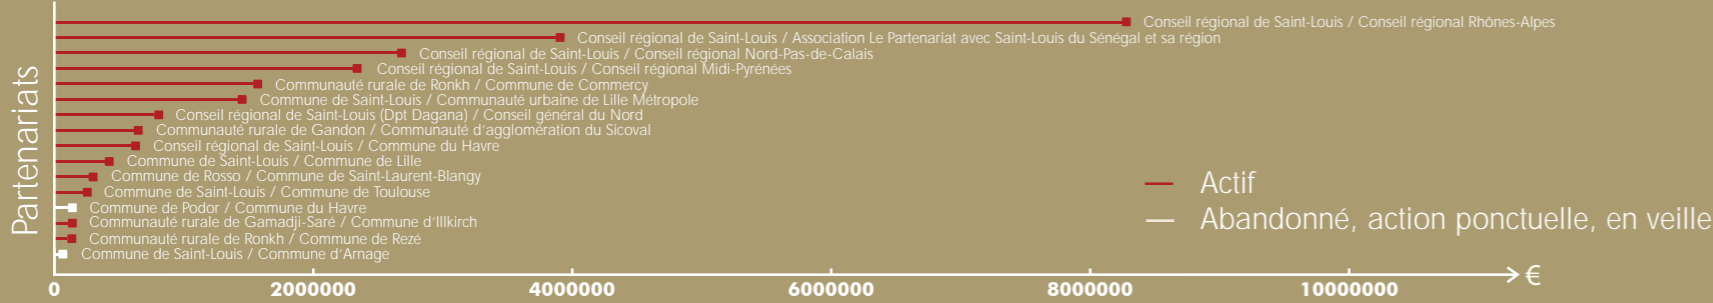 Partenariats
Conseil régional de Saint-Louis / Conseil régional Rhônes-Alpes
Conseil régional de Saint-Louis / Association Le Partenariat avec Saint-Louis du Sénégal et sa région
Conseil régional de Saint-Louis / Conseil régional Nord-Pas-de-Calais
Conseil régional de Saint-Louis / Conseil régional Midi-Pyrénées
Communauté rurale de Ronkh / Commune de Commercy
Commune de Saint-Louis / Communauté urbaine de Lille Métropole
Conseil régional de Saint-Louis (Dpt Dagana) / Conseil général du Nord
Communauté rurale de Gandon / Communauté d'agglomération du Sicoval
Conseil régional de Saint-Louis / Commune du Havre
Commune de Saint-Louis / Commune de Lille
Commune de Rosso / Commune de Saint-Laurent-Blangy
Commune de Saint-Louis / Commune de Toulouse
Commune de Podor / Commune du Havre
Communauté rurale de Gamadji-Saré / Commune d'Illkirch
Communauté rurale de Ronkh / Commune de Rezé
Commune de Saint-Louis / Commune d'Arnage
Actif
Abandonné, action ponctuelle, en veille
0 2000000 4000000 6000000 8000000 10000000 €